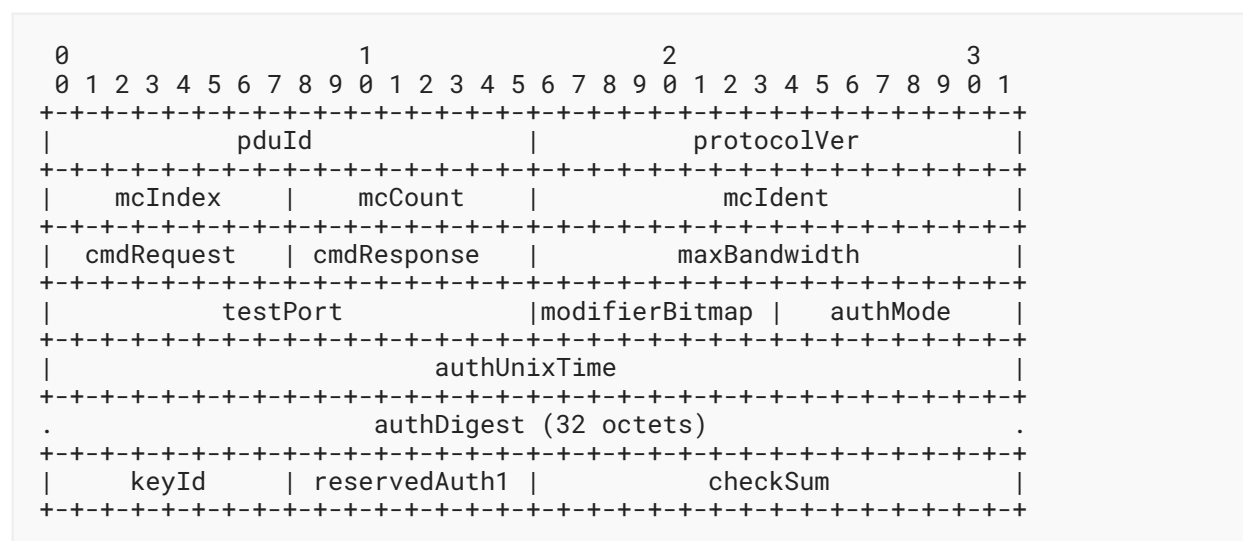 0                   1                   2                   3
 0 1 2 3 4 5 6 7 8 9 0 1 2 3 4 5 6 7 8 9 0 1 2 3 4 5 6 7 8 9 0 1
+-+-+-+-+-+-+-+-+-+-+-+-+-+-+-+-+-+-+-+-+-+-+-+-+-+-+-+-+-+-+-+-+
|            pduId              |          protocolVer          |
+-+-+-+-+-+-+-+-+-+-+-+-+-+-+-+-+-+-+-+-+-+-+-+-+-+-+-+-+-+-+-+-+
|    mcIndex    |    mcCount    |            mcIdent            |
+-+-+-+-+-+-+-+-+-+-+-+-+-+-+-+-+-+-+-+-+-+-+-+-+-+-+-+-+-+-+-+-+
|  cmdRequest   | cmdResponse   |         maxBandwidth          |
+-+-+-+-+-+-+-+-+-+-+-+-+-+-+-+-+-+-+-+-+-+-+-+-+-+-+-+-+-+-+-+-+
|           testPort            |modifierBitmap |   authMode    |
+-+-+-+-+-+-+-+-+-+-+-+-+-+-+-+-+-+-+-+-+-+-+-+-+-+-+-+-+-+-+-+-+
|                         authUnixTime                          |
+-+-+-+-+-+-+-+-+-+-+-+-+-+-+-+-+-+-+-+-+-+-+-+-+-+-+-+-+-+-+-+-+
.                     authDigest (32 octets)                    .
+-+-+-+-+-+-+-+-+-+-+-+-+-+-+-+-+-+-+-+-+-+-+-+-+-+-+-+-+-+-+-+-+
|     keyId     | reservedAuth1 |           checkSum            |
+-+-+-+-+-+-+-+-+-+-+-+-+-+-+-+-+-+-+-+-+-+-+-+-+-+-+-+-+-+-+-+-+